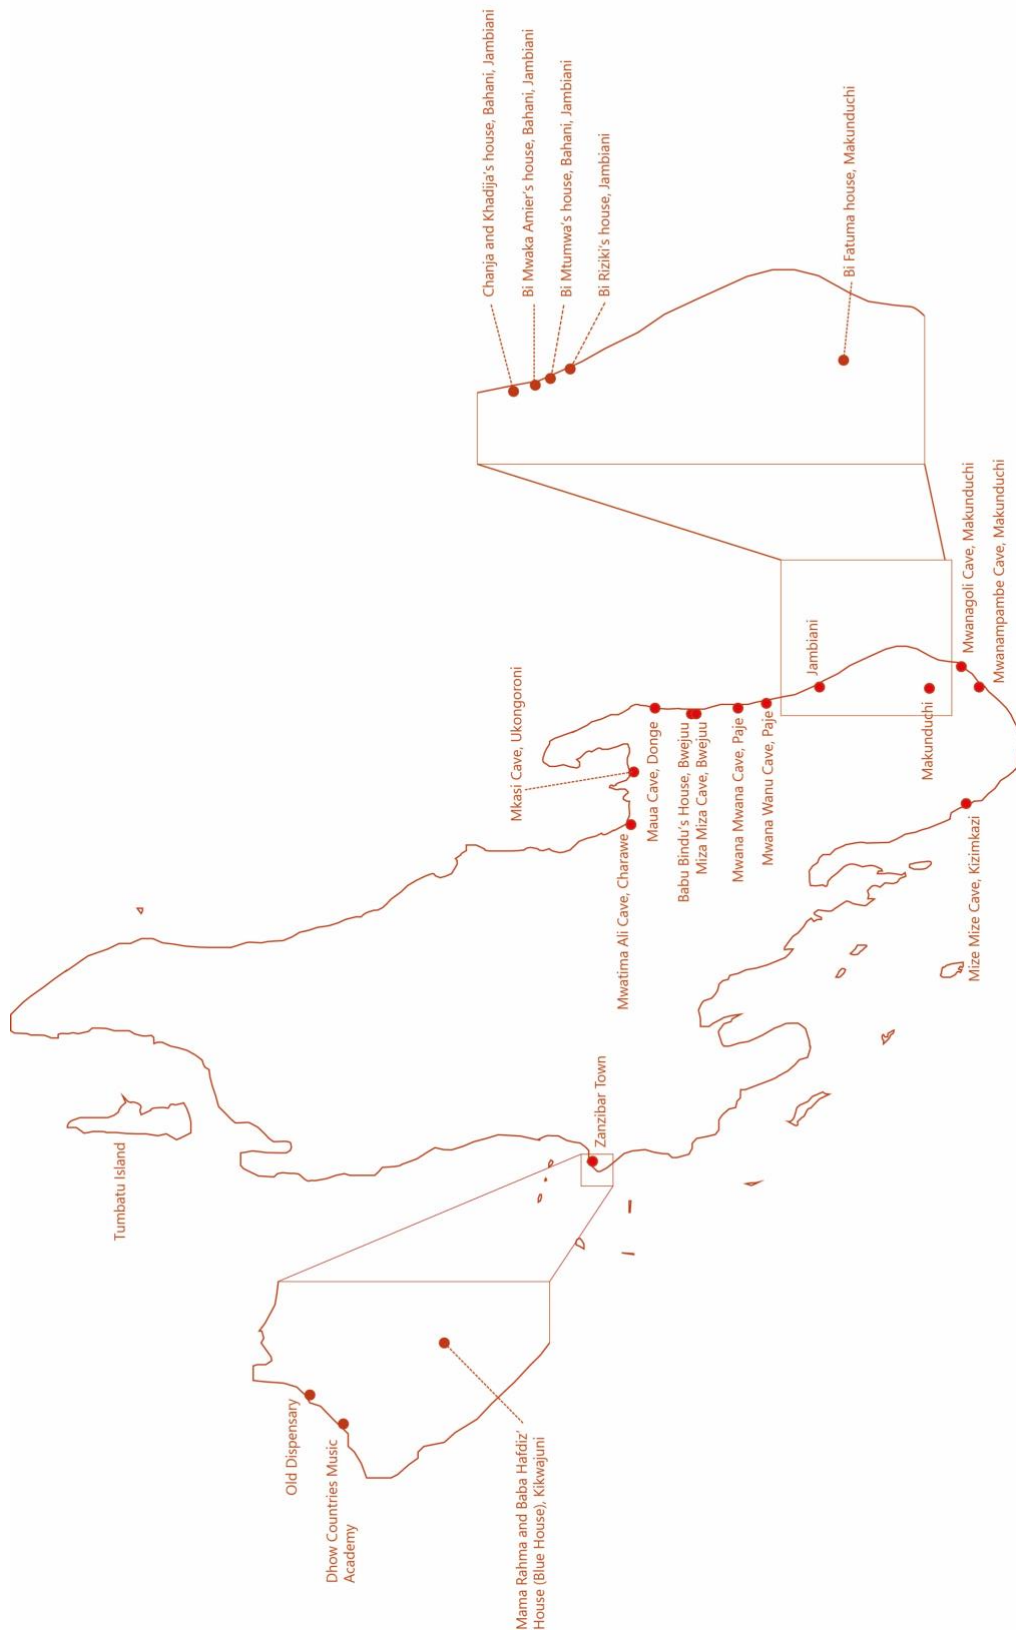 Tumbatu Island
Old Dispensary
Dhow Countries Music
Academy
Mama Rahma and Baba Hafdiz’
House (Blue House), Kikwajuni
Zanzibar Town
Mkasi Cave, Ukongoroni
Mwatima Ali Cave, Charawe
Maua Cave, Donge
Babu Bindu’s House, Bwejuu
Miza Miza Cave, Bwejuu
Mwana Mwana Cave, Paje
Mwana Wanu Cave, Paje
Jambiani
Makunduchi
Mize Mize Cave, Kizimkazi
Mwanagoli Cave, Makunduchi
Mwanampambe Cave, Makunduchi
Chanja and Khadija’s house, Bahani, Jambiani
Bi Mwaka Amier’s house, Bahani, Jambiani
Bi Mtumwa’s house, Bahani, Jambiani
Bi Riziki’s house, Jambiani
Bi Fatuma house, Makunduchi